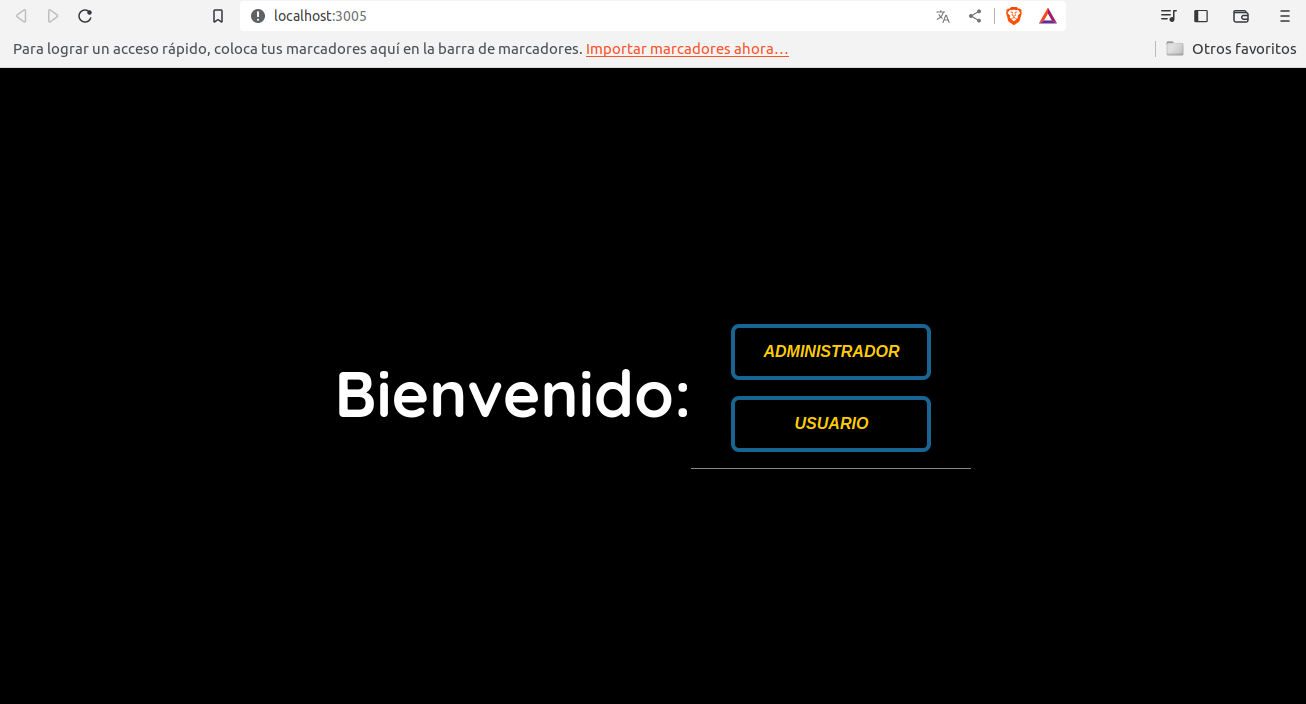 localhost:3005
Para lograr un acceso rápido, coloca tus marcadores aquí en la barra de marcadores. Importar marcadores ahora... Otros favoritos
Bienvenido:
ADMINISTRADOR
USUARIO